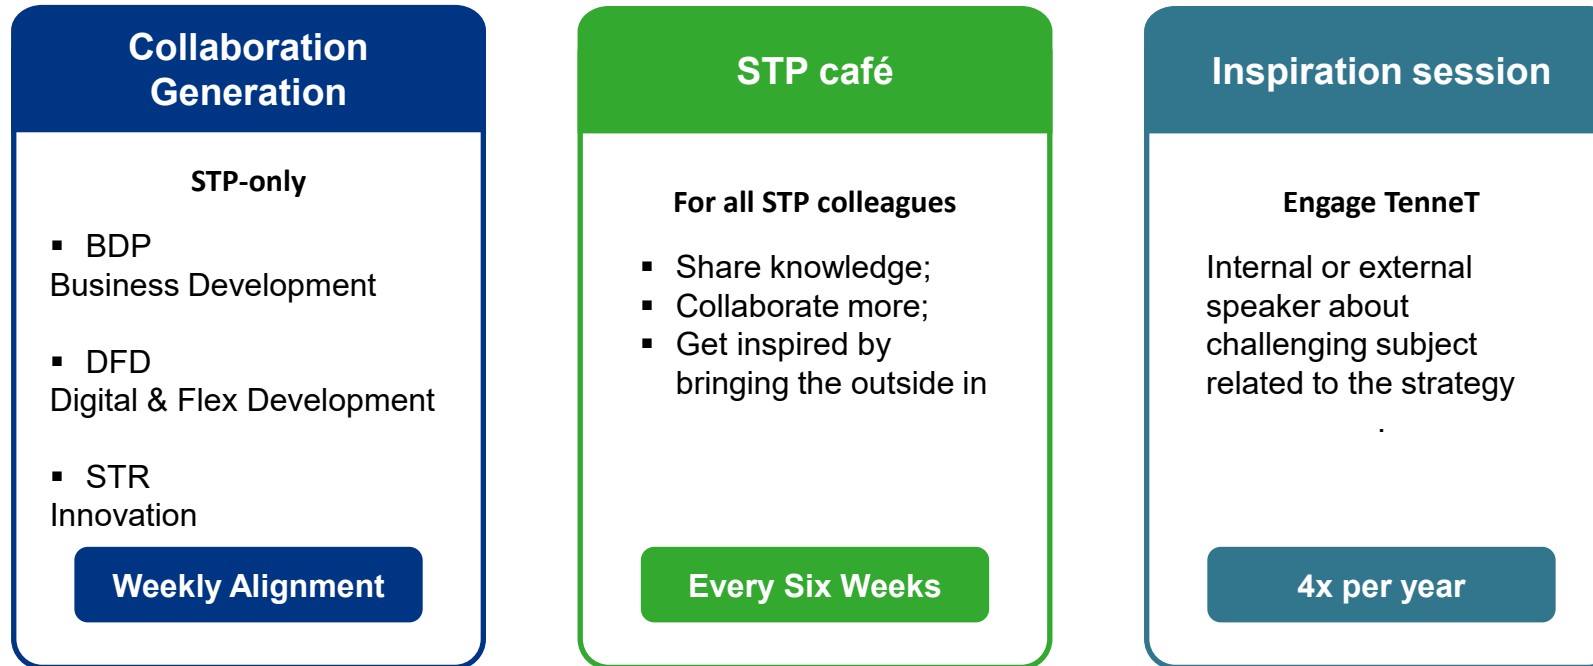 Collaboration
Generation
STP-only
▪ BDP
Business Development
▪ DFD
Digital & Flex Development
▪ STR
Innovation
Weekly Alignment
STP café
For all STP colleagues
▪ Share knowledge;
▪ Collaborate more;
▪ Get inspired by
bringing the outside in
Every Six Weeks
Inspiration session
Engage TenneT
Internal or external
speaker about
challenging subject
related to the strategy
.
4x per year